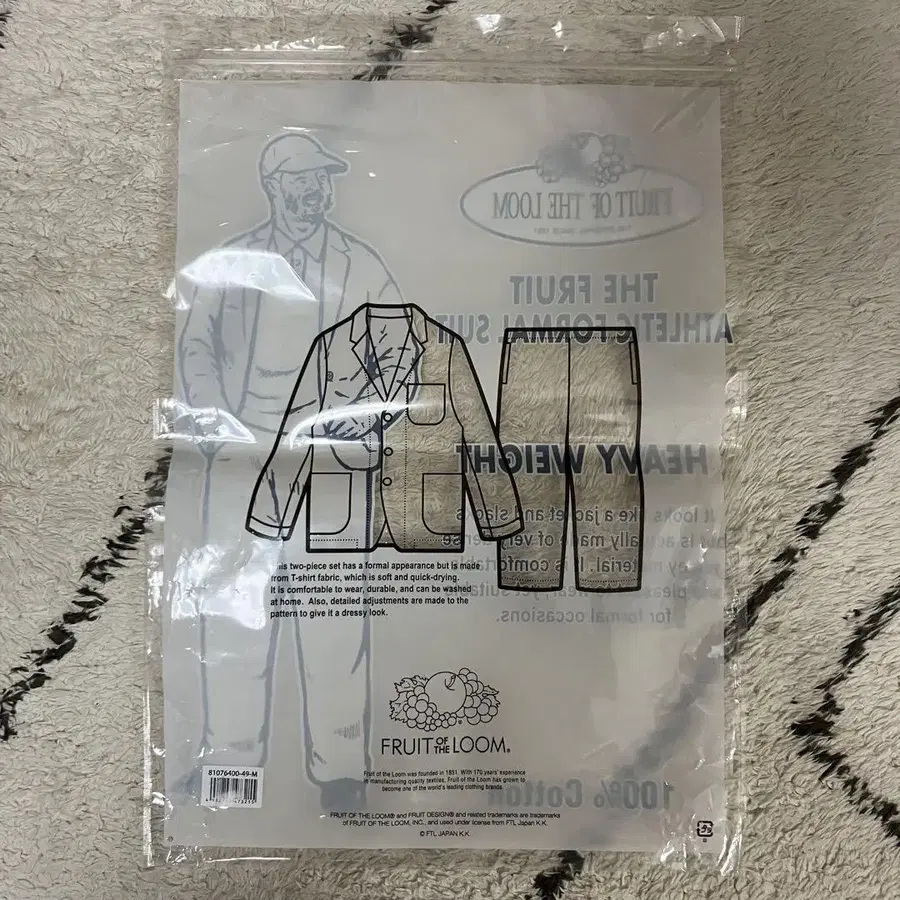 FRUIT OF THE LOOM
THE FRUIT
ATHLETIC FORMAL SUIT
HEAVY WEIGHT
It looks like a jacket and slacks
for formal occasions.
This two-piece set has a formal appearance but is made
from T-shirt fabric, which is soft and quick-drying.
It is comfortable to wear, durable, and can be washed
at home. Also, detailed adjustments are made to the
pattern to give it a dressy look.
FRUIT OF THE LOOM®
81076400-49-M
Fruit of the Loom was founded in 1851. With 170 years' experience
in manufacturing quality textiles, Fruit of the Loom has grown to
become one of the world's leading clothing brands.
100% Cotton
FRUIT OF THE LOOM® and FRUIT DESIGN® and related trademarks are trademarks
of FRUIT OF THE LOOM, INC., and used under license from FTL Japan K.K.
© FTL JAPAN K.K.